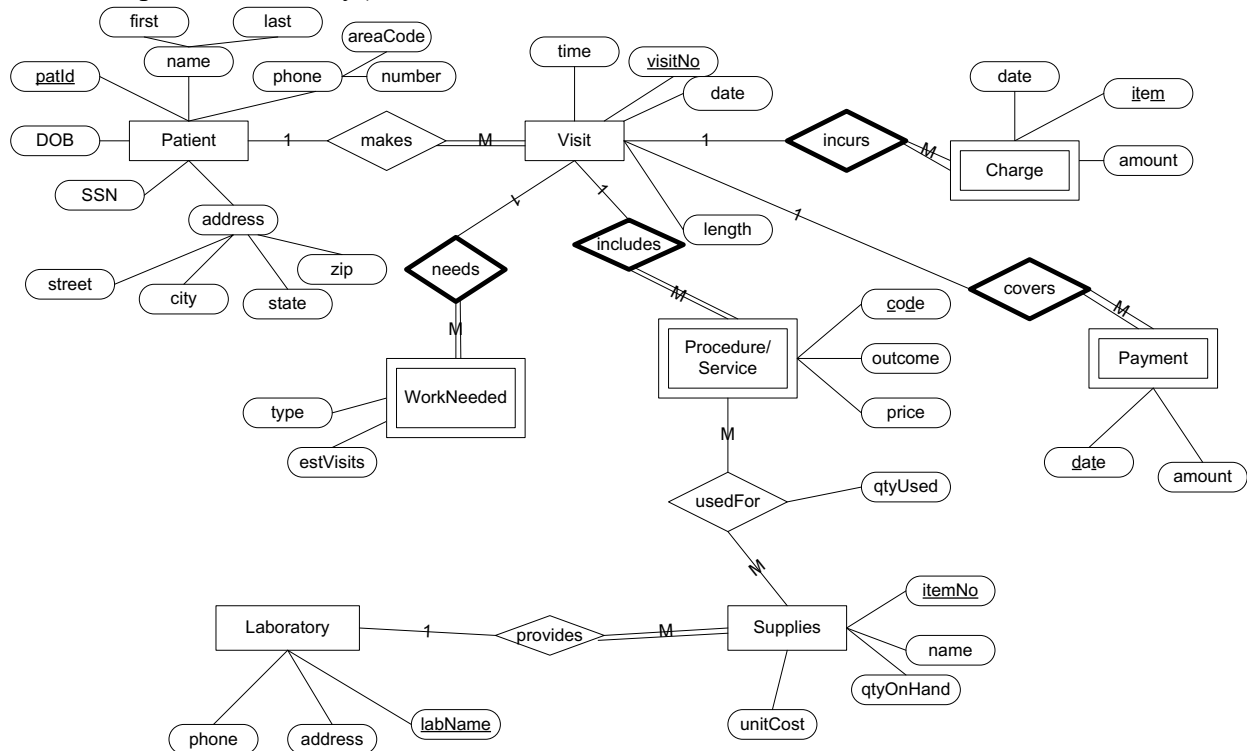 first
last
areaCode
name
phone
number
patId
time
visitNo
date
date
item
DOB
Patient
1
makes
M
Visit
1
incurs
M
Charge
amount
SSN
address
street
city
state
zip
1
needs
M
1
includes
M
length
1
covers
M
Payment
date
amount
WorkNeeded
type
estVisits
Procedure/
Service
code
outcome
price
M
usedFor
qtyUsed
M
Laboratory
1
provides
M
Supplies
itemNo
name
qtyOnHand
unitCost
phone
address
labName